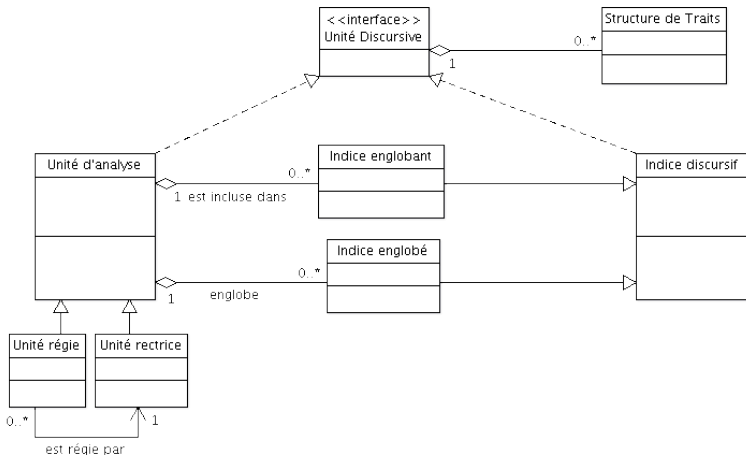 <<interface>>
Unité Discursive
Structure de Traits
0..*
1
Unité d'analyse
Indice englobant
Indice discursif
0..*
1 est incluse dans
Indice englobé
0..*
1
englobe
Unité régie
Unité rectrice
0..*
1
est régie par